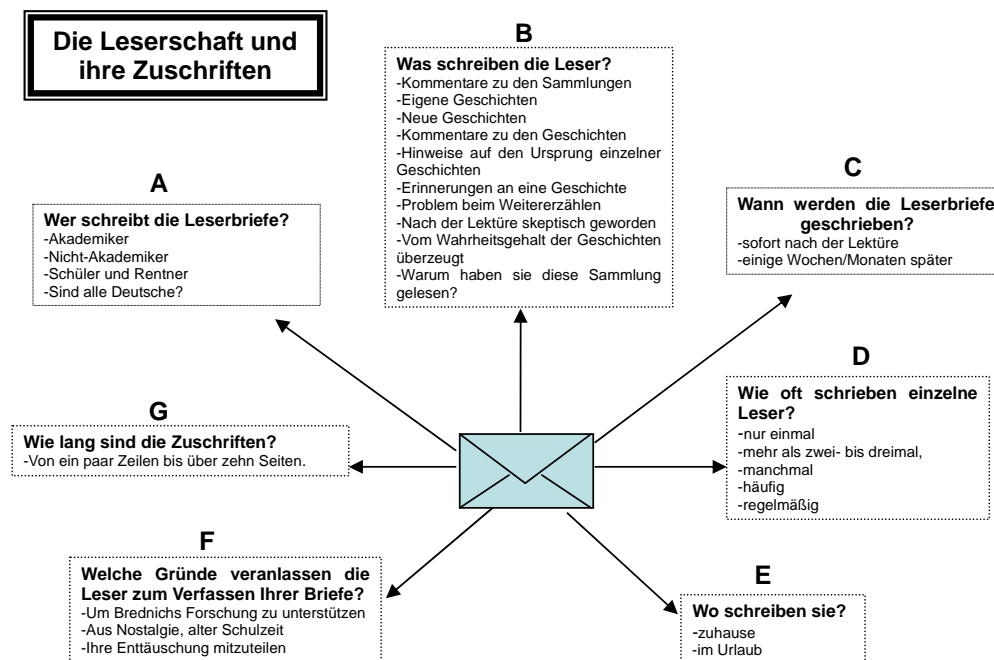 Die Leserschaft und
ihre Zuschriften
A
Wer schreibt die Leserbriefe?
-Akademiker
-Nicht-Akademiker
-Schüler und Rentner
-Sind alle Deutsche?
B
Was schreiben die Leser?
-Kommentare zu den Sammlungen
-Eigene Geschichten
-Neue Geschichten
-Kommentare zu den Geschichten
-Hinweise auf den Ursprung einzelner
Geschichten
-Erinnerungen an eine Geschichte
-Problem beim Weitererzählen
-Nach der Lektüre skeptisch geworden
-Vom Wahrheitsgehalt der Geschichten
überzeugt
-Warum haben sie diese Sammlung
gelesen?
C
Wann werden die Leserbriefe
geschrieben?
-sofort nach der Lektüre
-einige Wochen/Monaten später
D
Wie oft schrieben einzelne
Leser?
-nur einmal
-mehr als zwei- bis dreimal,
-manchmal
-häufig
-regelmäßig
E
Wo schreiben sie?
-zuhause
-im Urlaub
F
Welche Gründe veranlassen die
Leser zum Verfassen Ihrer Briefe?
-Um Brednichs Forschung zu unterstützen
-Aus Nostalgie, alter Schulzeit
-Ihre Enttäuschung mitzuteilen
G
Wie lang sind die Zuschriften?
-Von ein paar Zeilen bis über zehn Seiten.